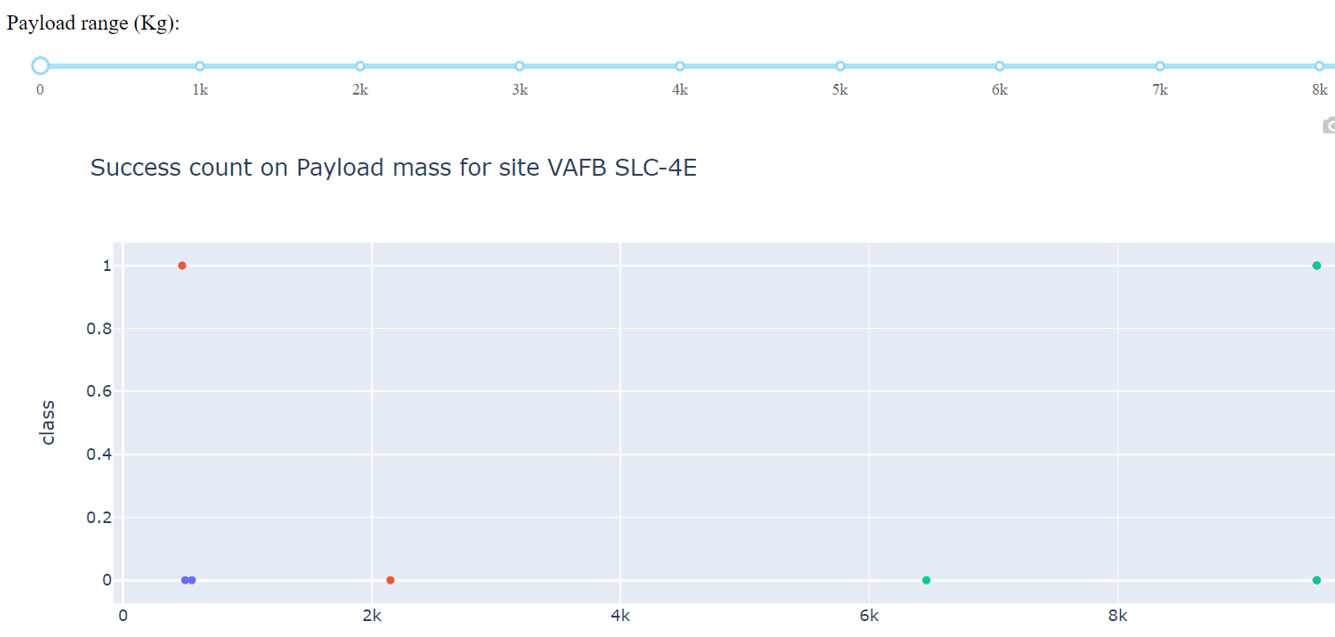 Payload range (Kg):
0 1k 2k 3k 4k 5k 6k 7k 8k
Success count on Payload mass for site VAFB SLC-4E
1
0.8
0.6
class
0.4
0.2
0
0 2k 4k 6k 8k